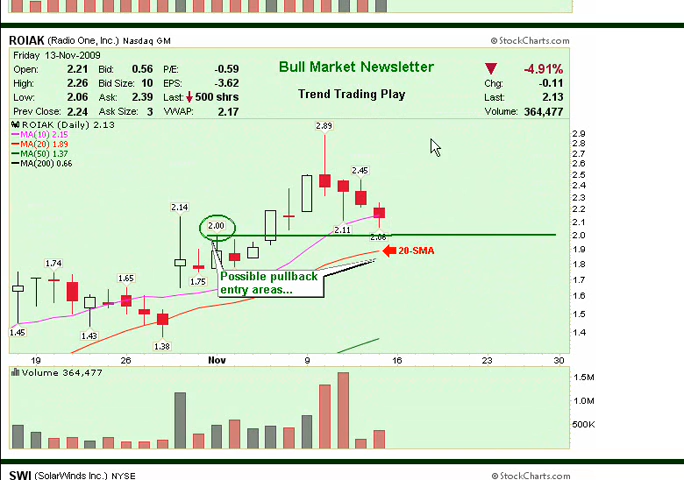 ROIAK (Radio One, Inc.) Nasdaq GM
© StockCharts.com
Friday 13-Nov-2009
Open: 2.21 Bid: 0.56 P/E: -0.59
High: 2.26 Bid Size: 10 EPS: -3.62
Low: 2.06 Ask: 2.39 Last: 500 shrs
Prev Close: 2.24 Ask Size: 3 VWAP: 2.17
Bull Market Newsletter
Trend Trading Play
-4.91%
Chg: -0.11
Last: 2.13
Volume: 364,477
ROIAK (Daily) 2.13
MA(10) 2.15
MA(20) 1.89
MA(50) 1.37
MA(200) 0.66
2.89
2.45
2.14
2.00
2.11
2.06
1.74
1.65
1.75
1.45
1.43
1.38
20-SMA
Possible pullback
entry areas...
2.9
2.8
2.7
2.6
2.5
2.4
2.3
2.2
2.1
2.0
1.9
1.8
1.7
1.6
1.5
1.4
19 26 Nov 9 16 23 30
Volume 364,477
1.5M
1.0M
500K
SWI (SolarWinds Inc.) NYSE
© StockCharts.com